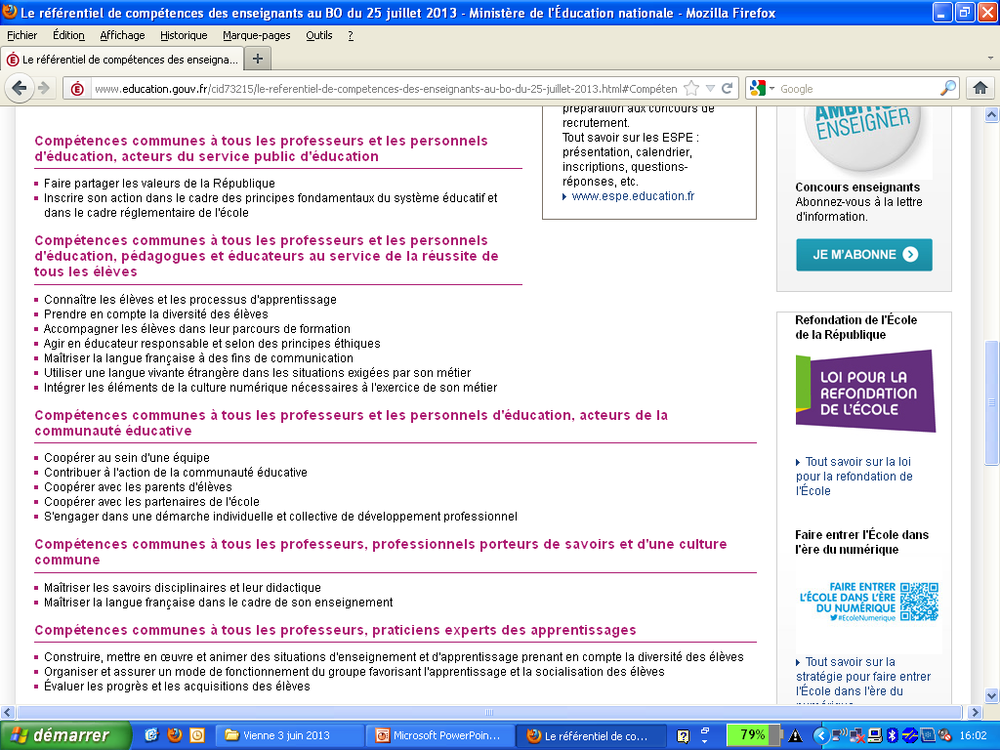 Le référentiel de compétences des enseignants au BO du 25 juillet 2013 - Ministère de l'Éducation nationale - Mozilla Firefox
Fichier Édition Affichage Historique Marque-pages Outils ?
Le référentiel de compétences des enseigna...
www.education.gouv.fr/cid73215/le-referentiel-de-competences-des-enseignants-au-bo-du-25-juillet-2013.html#Compéten
Google
Compétences communes à tous les professeurs et les personnels
d'éducation, acteurs du service public d'éducation
Faire partager les valeurs de la République
Inscrire son action dans le cadre des principes fondamentaux du système éducatif et
dans le cadre réglementaire de l'école
Compétences communes à tous les professeurs et les personnels
d'éducation, pédagogues et éducateurs au service de la réussite de
tous les élèves
Connaître les élèves et les processus d'apprentissage
Prendre en compte la diversité des élèves
Accompagner les élèves dans leur parcours de formation
Agir en éducateur responsable et selon des principes éthiques
Maîtriser la langue française à des fins de communication
Utiliser une langue vivante étrangère dans les situations exigées par son métier
Intégrer les éléments de la culture numérique nécessaires à l'exercice de son métier
Compétences communes à tous les professeurs et les personnels d'éducation, acteurs de la
communauté éducative
Coopérer au sein d'une équipe
Contribuer à l'action de la communauté éducative
Coopérer avec les parents d'élèves
Coopérer avec les partenaires de l'école
S'engager dans une démarche individuelle et collective de développement professionnel
Compétences communes à tous les professeurs, professionnels porteurs de savoirs et d'une culture
commune
Maîtriser les savoirs disciplinaires et leur didactique
Maîtriser la langue française dans le cadre de son enseignement
Compétences communes à tous les professeurs, praticiens experts des apprentissages
Construire, mettre en œuvre et animer des situations d'enseignement et d'apprentissage prenant en compte la diversité des élèves
Organiser et assurer un mode de fonctionnement du groupe favorisant l'apprentissage et la socialisation des élèves
Évaluer les progrès et les acquisitions des élèves
préparation aux concours de
recrutement.
Tout savoir sur les ESPE :
présentation, calendrier,
inscriptions, questions-
réponses, etc.
www.espe.education.fr
AMBITION
ENSEIGNER
Concours enseignants
Abonnez-vous à la lettre
d'information.
JE M'ABONNE
Refondation de l'École
de la République
LOI POUR LA
REFONDATION
DE L'ÉCOLE
Tout savoir sur la loi
pour la refondation de
l'École
Faire entrer l'École dans
l'ère du numérique
FAIRE ENTRER
L'ÉCOLE DANS L'ÈRE
DU NUMÉRIQUE
#EcoleNumerique
Tout savoir sur la
stratégie pour faire entrer
l'École dans l'ère du
numérique
démarrer
Vienne 3 juin 2013
Microsoft PowerPoin...
Le référentiel de co...
79%
16:02